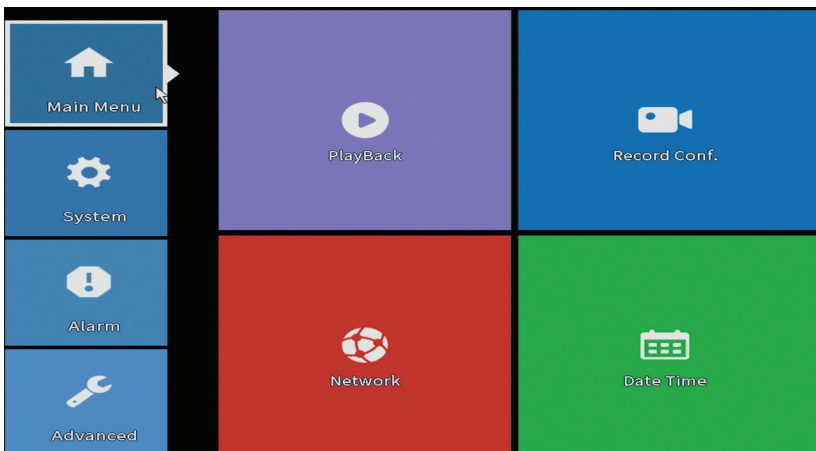 Main Menu
System
Alarm
Advanced
PlayBack
Record Conf.
Network
Date Time